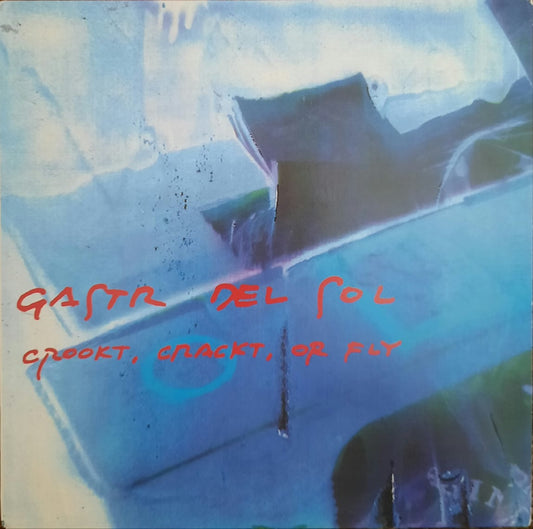 GASTR DEL SOL
CROOKT, CRACKT, OR FLY